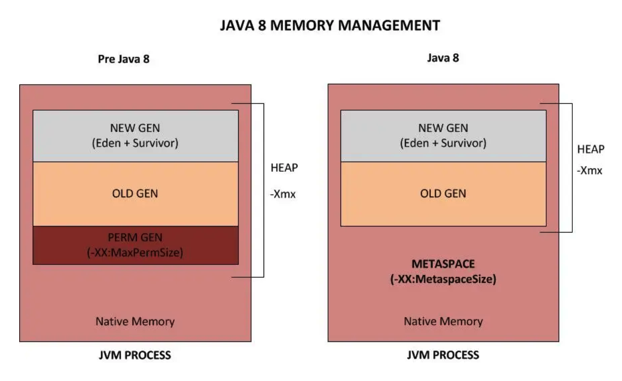 JAVA 8 MEMORY MANAGEMENT
Pre Java 8
NEW GEN
(Eden + Survivor)
OLD GEN
PERM GEN
(-XX:MaxPermSize)
HEAP
-Xmx
Native Memory
JVM PROCESS
Java 8
NEW GEN
(Eden + Survivor)
OLD GEN
HEAP
-Xmx
METASPACE
(-XX:MetaspaceSize)
Native Memory
JVM PROCESS